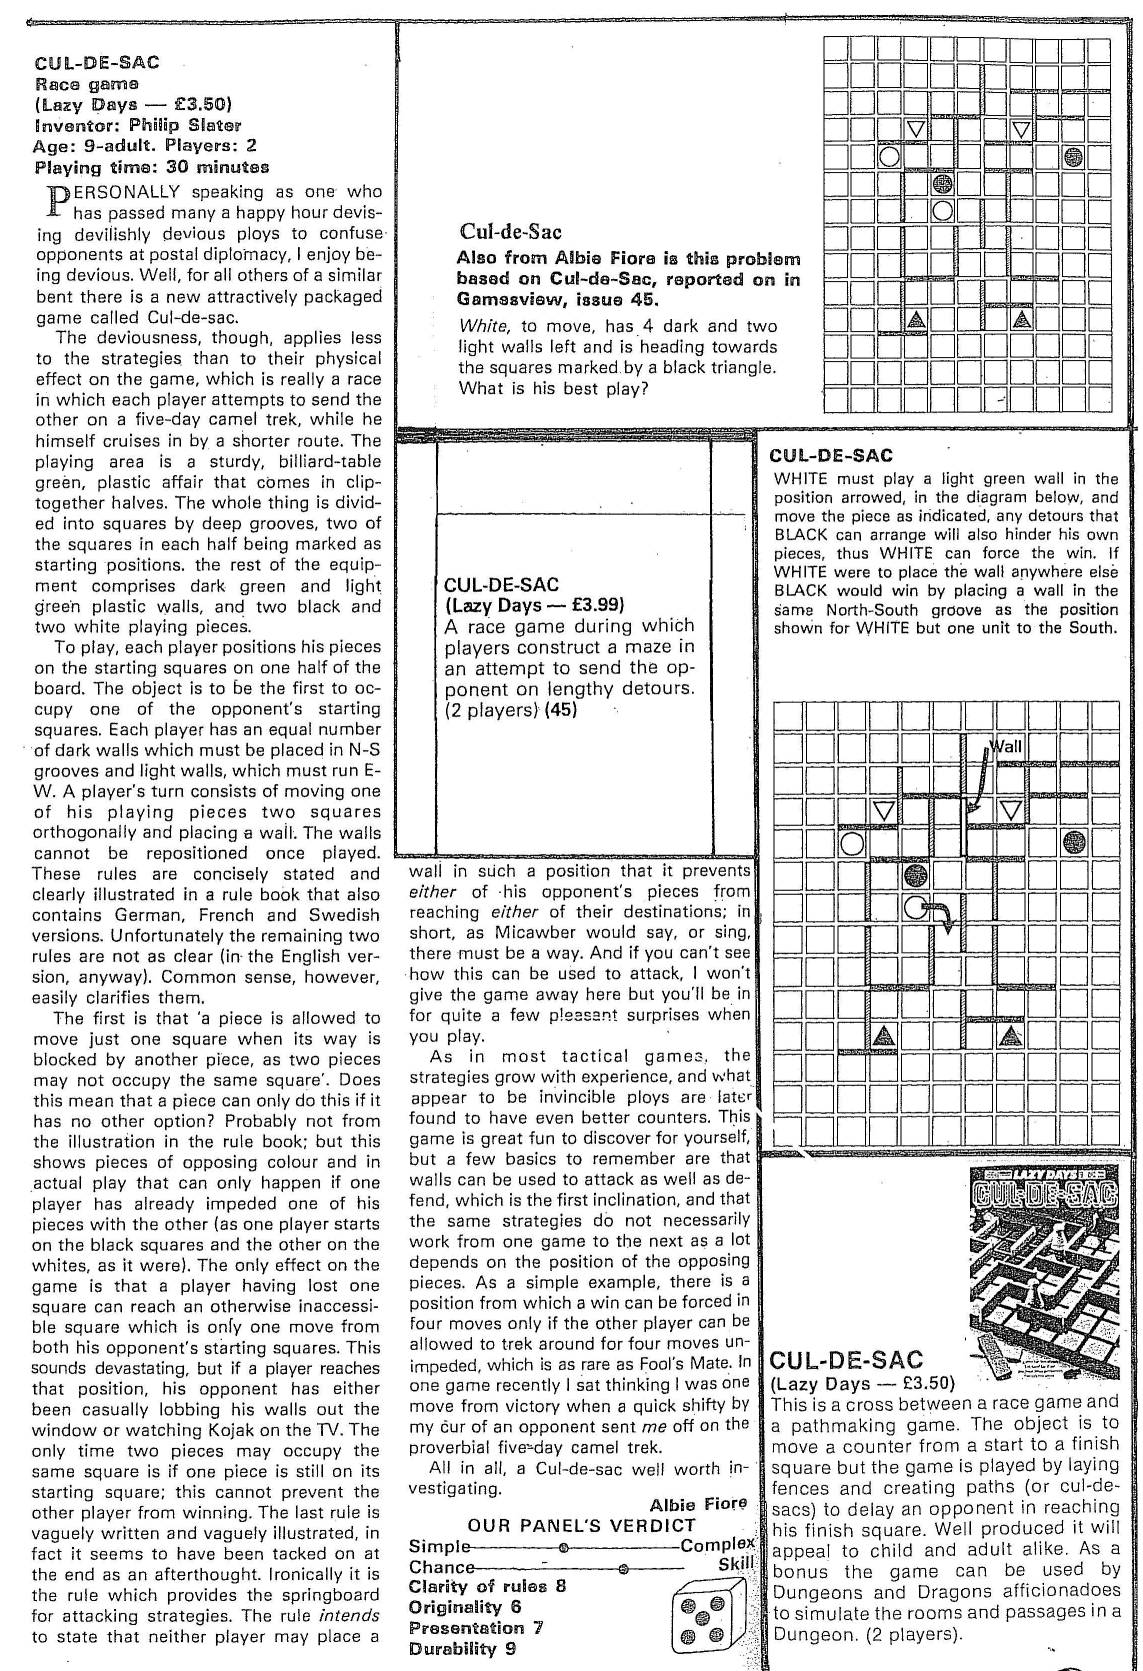 CUL-DE-SAC
Race game
(Lazy Days — £3.50)
Inventor: Philip Slater
Age: 9-adult. Players: 2
Playing time: 30 minutes
PERSONALLY speaking as one who
has passed many a happy hour devis-
ing devilishly devious ploys to confuse
opponents at postal diplomacy, I enjoy be-
ing devious. Well, for all others of a similar
bent there is a new attractively packaged
game called Cul-de-sac.
The deviousness, though, applies less
to the strategies than to their physical
effect on the game, which is really a race
in which each player attempts to send the
other on a five-day camel trek, while he
himself cruises in by a shorter route. The
playing area is a sturdy, billiard-table
green, plastic affair that comes in clip-
together halves. The whole thing is divid-
ed into squares by deep grooves, two of
the squares in each half being marked as
starting positions. the rest of the equip-
ment comprises dark green and light
green plastic walls, and two black and
two white playing pieces.
To play, each player positions his pieces
on the starting squares on one half of the
board. The object is to be the first to oc-
cupy one of the opponent's starting
squares. Each player has an equal number
of dark walls which must be placed in N-S
grooves and light walls, which must run E-
W. A player's turn consists of moving one
of his playing pieces two squares
orthogonally and placing a wall. The walls
cannot be repositioned once played.
These rules are concisely stated and
clearly illustrated in a rule book that also
contains German, French and Swedish
versions. Unfortunately the remaining two
rules are not as clear (in the English ver-
sion, anyway). Common sense, however,
easily clarifies them.
The first is that 'a piece is allowed to
move just one square when its way is
blocked by another piece, as two pieces
may not occupy the same square'. Does
this mean that a piece can only do this if it
has no other option? Probably not from
the illustration in the rule book; but this
shows pieces of opposing colour and in
actual play that can only happen if one
player has already impeded one of his
pieces with the other (as one player starts
on the black squares and the other on the
whites, as it were). The only effect on the
game is that a player having lost one
square can reach an otherwise inaccessi-
ble square which is only one move from
both his opponent's starting squares. This
sounds devastating, but if a player reaches
that position, his opponent has either
been casually lobbing his walls out the
window or watching Kojak on the TV. The
only time two pieces may occupy the
same square is if one piece is still on its
starting square; this cannot prevent the
other player from winning. The last rule is
vaguely written and vaguely illustrated, in
fact it seems to have been tacked on at
the end as an afterthought. Ironically it is
the rule which provides the springboard
for attacking strategies. The rule intends
to state that neither player may place a
wall in such a position that it prevents
either of his opponent's pieces from
reaching either of their destinations; in
short, as Micawber would say, or sing,
there must be a way. And if you can't see
how this can be used to attack, I won't
give the game away here but you'll be in
for quite a few pleasant surprises when
you play.
As in most tactical games, the
strategies grow with experience, and what
appear to be invincible ploys are later
found to have even better counters. This
game is great fun to discover for yourself,
but a few basics to remember are that
walls can be used to attack as well as de-
fend, which is the first inclination, and that
the same strategies do not necessarily
work from one game to the next as a lot
depends on the position of the opposing
pieces. As a simple example, there is a
position from which a win can be forced in
four moves only if the other player can be
allowed to trek around for four moves un-
impeded, which is as rare as Fool's Mate. In
one game recently I sat thinking I was one
move from victory when a quick shifty by
my cur of an opponent sent me off on the
proverbial five-day camel trek.
All in all, a Cul-de-sac well worth in-
vestigating.
Albie Fiore
OUR PANEL'S VERDICT
Simple Complex
Chance Skill
Clarity of rules 8
Originality 6
Presentation 7
Durability 9
Cul-de-Sac
Also from Albie Fiore is this problem
based on Cul-de-Sac, reported on in
Gamesview, issue 45.
White, to move, has 4 dark and two
light walls left and is heading towards
the squares marked by a black triangle.
What is his best play?
CUL-DE-SAC
(Lazy Days — £3.99)
A race game during which
players construct a maze in
an attempt to send the op-
ponent on lengthy detours.
(2 players) (45)
CUL-DE-SAC
WHITE must play a light green wall in the
position arrowed, in the diagram below, and
move the piece as indicated, any detours that
BLACK can arrange will also hinder his own
pieces, thus WHITE can force the win. If
WHITE were to place the wall anywhere else
BLACK would win by placing a wall in the
same North-South groove as the position
shown for WHITE but one unit to the South.
Wall
LAZY DAYS
CUL-DE-SAC
CUL-DE-SAC
(Lazy Days — £3.50)
This is a cross between a race game and
a pathmaking game. The object is to
move a counter from a start to a finish
square but the game is played by laying
fences and creating paths (or cul-de-
sacs) to delay an opponent in reaching
his finish square. Well produced it will
appeal to child and adult alike. As a
bonus the game can be used by
Dungeons and Dragons afficionadoes
to simulate the rooms and passages in a
Dungeon. (2 players).